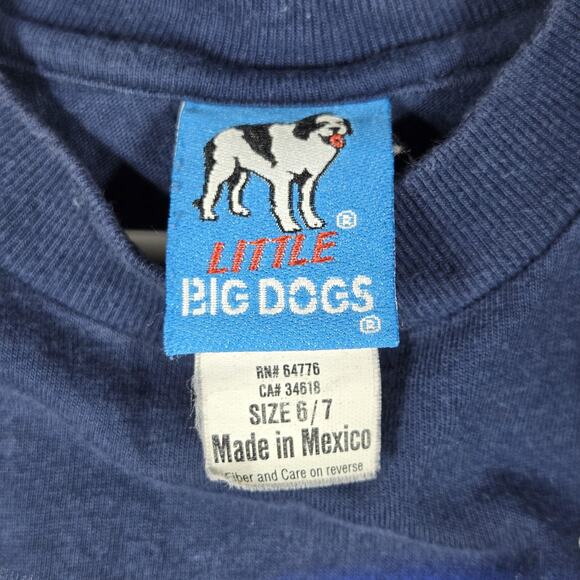 LITTLE ®
BIG DOGS ®
RN# 64776
CA# 34618
SIZE 6/7
Made in Mexico
Fiber and Care on reverse